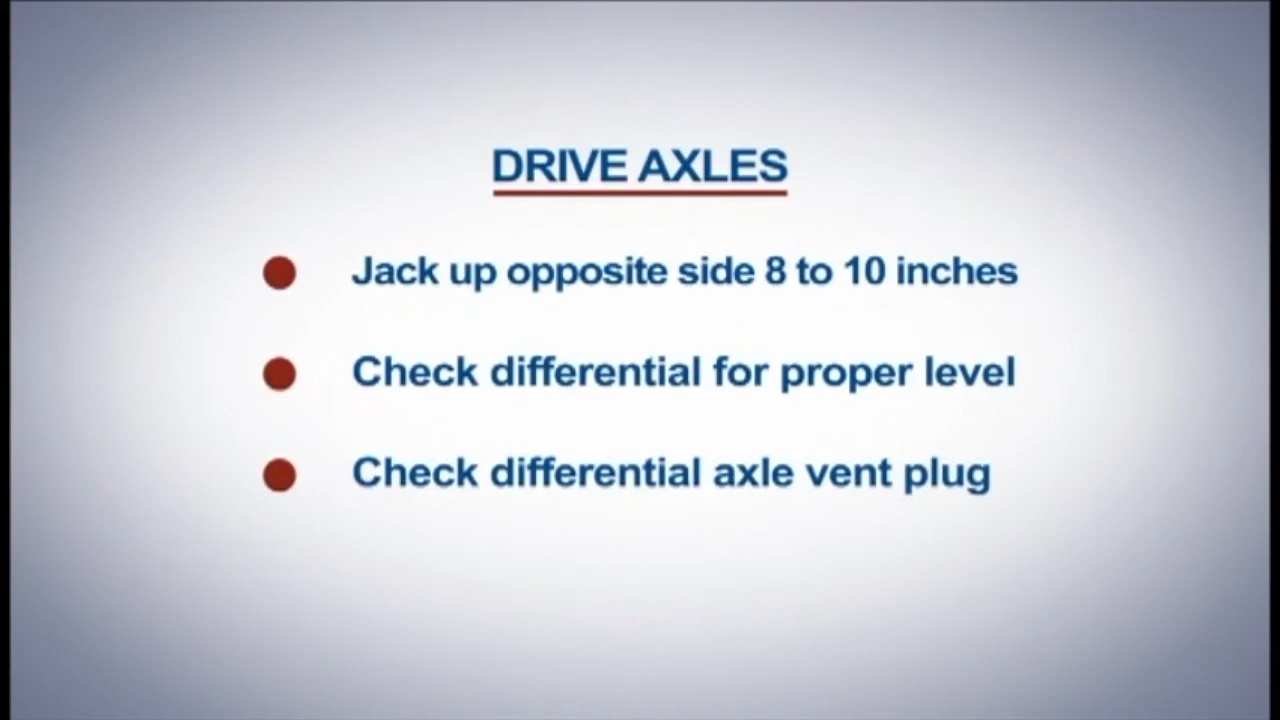 DRIVE AXLES
Jack up opposite side 8 to 10 inches
Check differential for proper level
Check differential axle vent plug